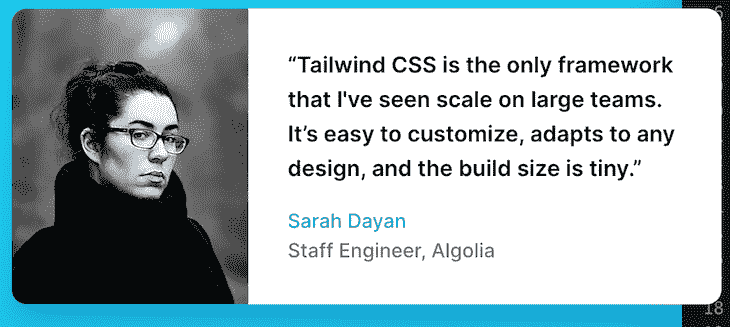 6
“Tailwind CSS is the only framework
that I've seen scale on large teams.
It’s easy to customize, adapts to any
design, and the build size is tiny.”
Sarah Dayan
Staff Engineer, Algolia
18